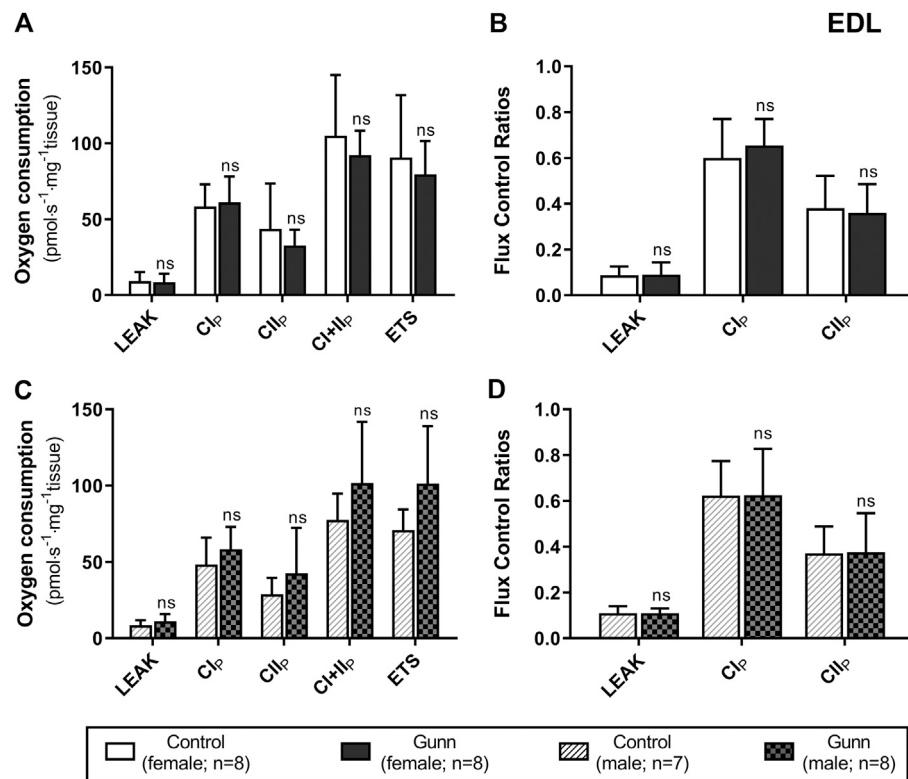 A
B
EDL
Oxygen consumption
(pmol·s⁻¹·mg⁻¹tissue)
150
100
50
0
ns
ns
ns
ns
ns
LEAK
CIP
CIIP
CI+IIP
ETS
Flux Control Ratios
1.0
0.8
0.6
0.4
0.2
0.0
ns
ns
ns
LEAK
CIP
CIIP
C
D
Oxygen consumption
(pmol·s⁻¹·mg⁻¹tissue)
150
100
50
0
ns
ns
ns
ns
ns
LEAK
CIP
CIIP
CI+IIP
ETS
Flux Control Ratios
1.0
0.8
0.6
0.4
0.2
0.0
ns
ns
ns
LEAK
CIP
CIIP
Control
(female; n=8)
Gunn
(female; n=8)
Control
(male; n=7)
Gunn
(male; n=8)